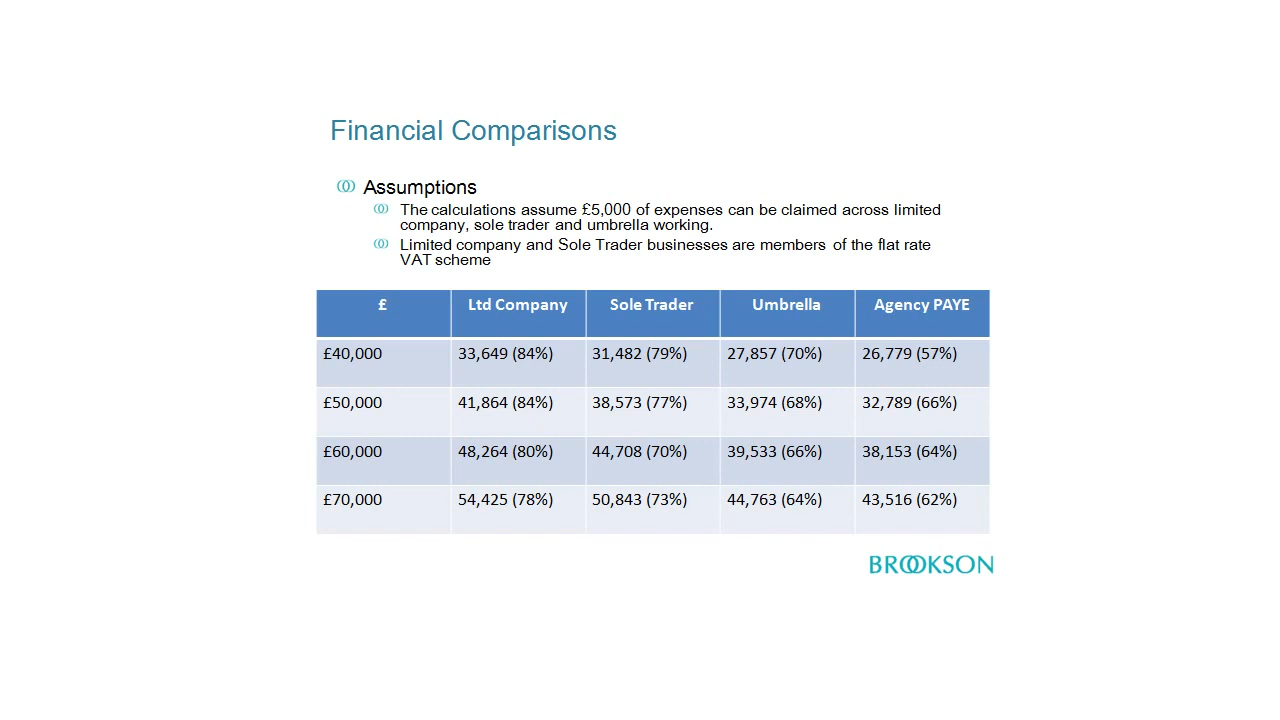 Financial Comparisons
Assumptions
The calculations assume £5,000 of expenses can be claimed across limited
company, sole trader and umbrella working.
Limited company and Sole Trader businesses are members of the flat rate
VAT scheme
£ Ltd Company Sole Trader Umbrella Agency PAYE
£40,000 33,649 (84%) 31,482 (79%) 27,857 (70%) 26,779 (57%)
£50,000 41,864 (84%) 38,573 (77%) 33,974 (68%) 32,789 (66%)
£60,000 48,264 (80%) 44,708 (70%) 39,533 (66%) 38,153 (64%)
£70,000 54,425 (78%) 50,843 (73%) 44,763 (64%) 43,516 (62%)
BROOKSON